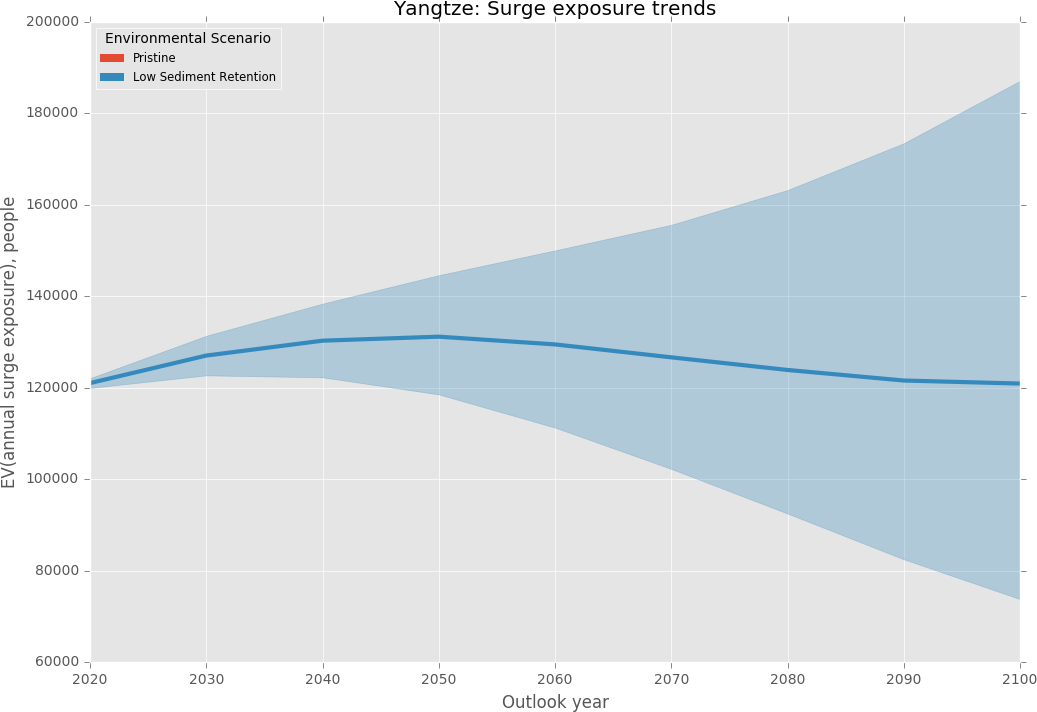 Yangtze: Surge exposure trends
Environmental Scenario
Pristine
Low Sediment Retention
200000
180000
160000
140000
120000
100000
80000
60000
EV(annual surge exposure), people
2020 2030 2040 2050 2060 2070 2080 2090 2100
Outlook year